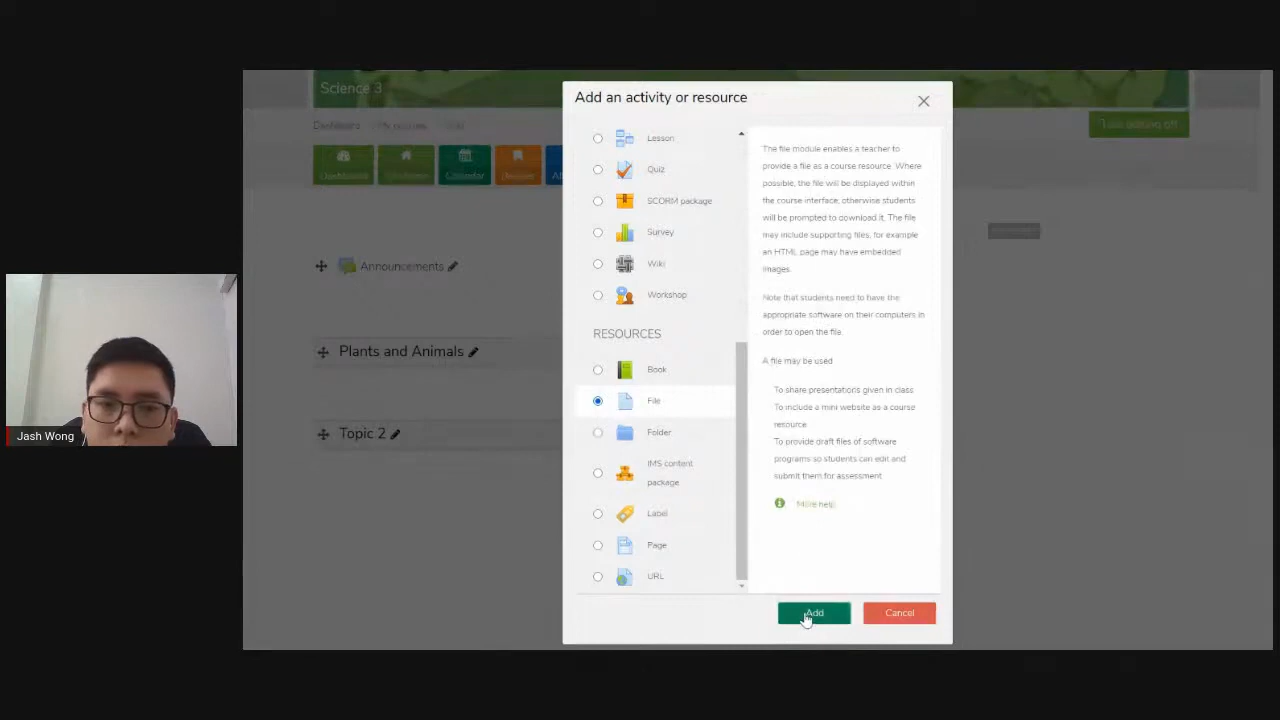 Science 3
Add an activity or resource
Dashboard
Turn editing off
Dashboard
Calendar
Announcements
Plants and Animals
Topic 2
Jash Wong
Lesson
Quiz
SCORM package
Survey
Wiki
Workshop
RESOURCES
Book
File
Folder
IMS content
package
Label
Page
URL
The file module enables a teacher to
provide a file as a course resource. Where
possible, the file will be displayed within
the course interface, otherwise students
will be prompted to download it. The file
may include supporting files, for example
an HTML page may have embedded
images.
Note that students need to have the
appropriate software on their computers in
order to open the file.
A file may be used
To share presentations given in class
To include a mini website as a course
resource
To provide draft files of software
programs so students can edit and
submit them for assessment
More help
Add
Cancel